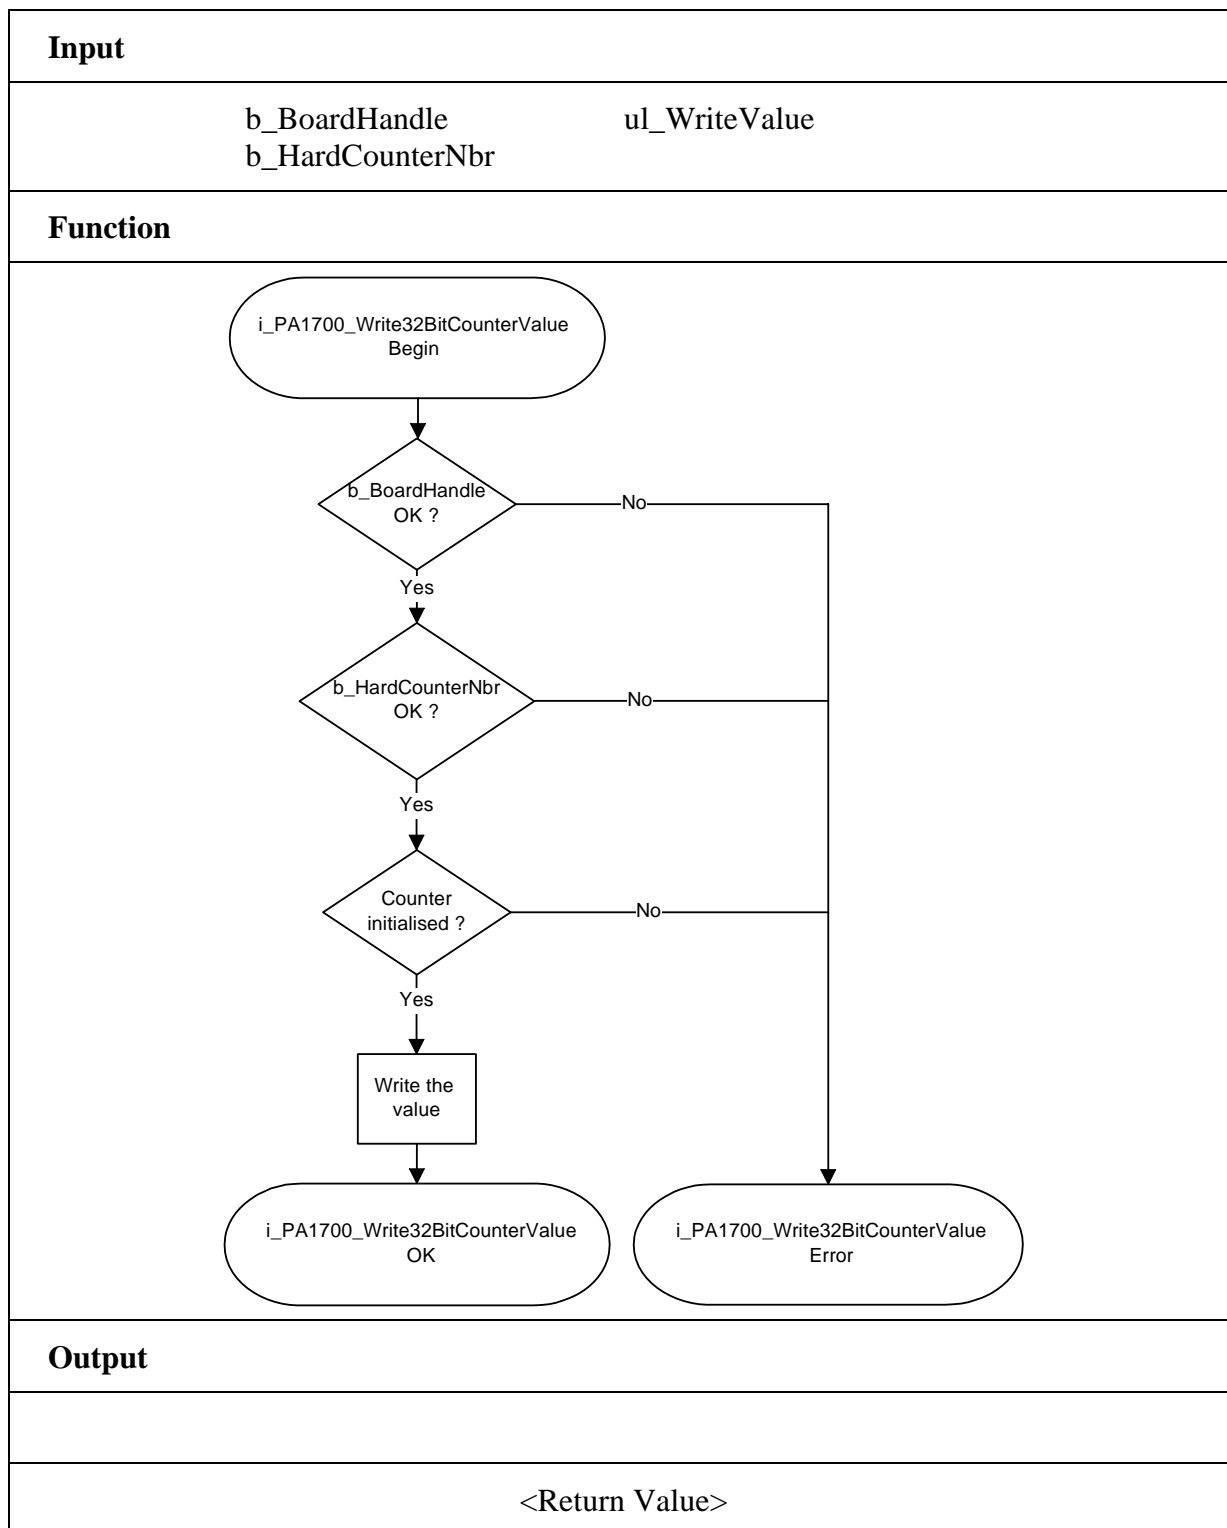 Input
b_BoardHandle ul_WriteValue
b_HardCounterNbr
Function
i_PA1700_Write32BitCounterValue
Begin
b_BoardHandle
OK ?
No
Yes
b_HardCounterNbr
OK ?
No
Yes
Counter
initialised ?
No
Yes
Write the
value
i_PA1700_Write32BitCounterValue
OK
i_PA1700_Write32BitCounterValue
Error
Output
<Return Value>